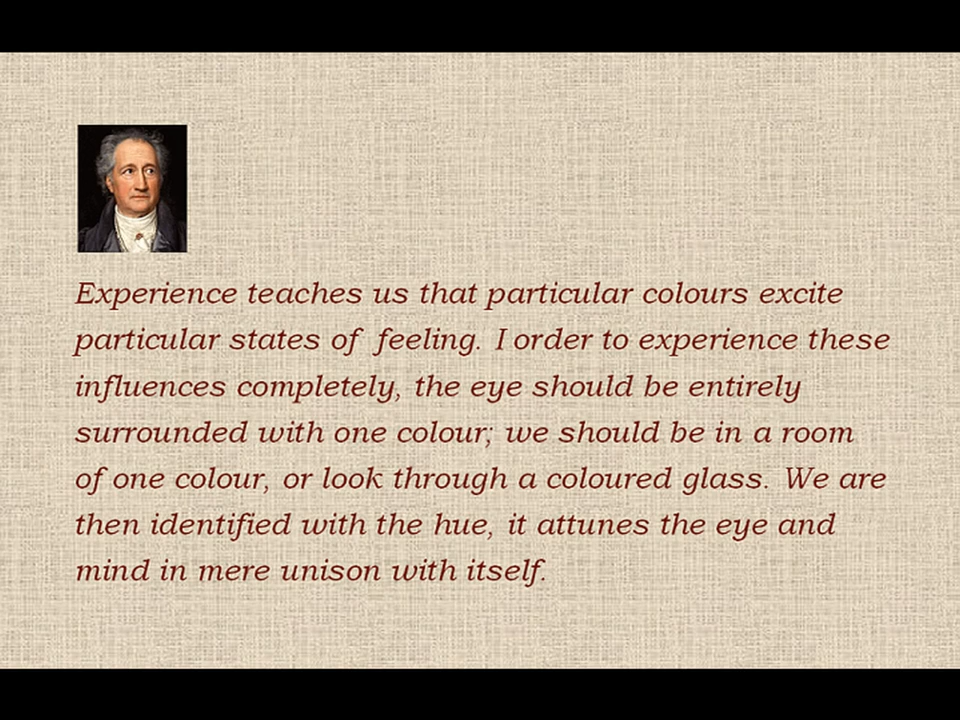 Experience teaches us that particular colours excite
particular states of feeling. I order to experience these
influences completely, the eye should be entirely
surrounded with one colour; we should be in a room
of one colour, or look through a coloured glass. We are
then identified with the hue, it attunes the eye and
mind in mere unison with itself.